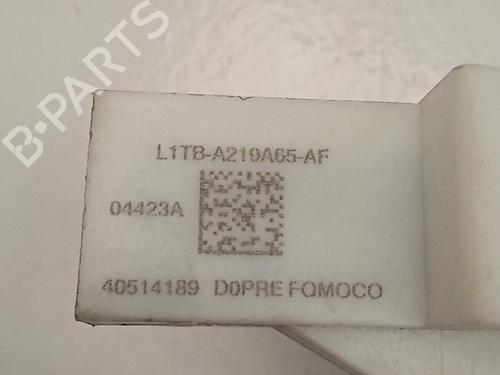 B-PARTS
L1TB-A219A65-AF
04423A
40514189 D0PRE FOMOCO